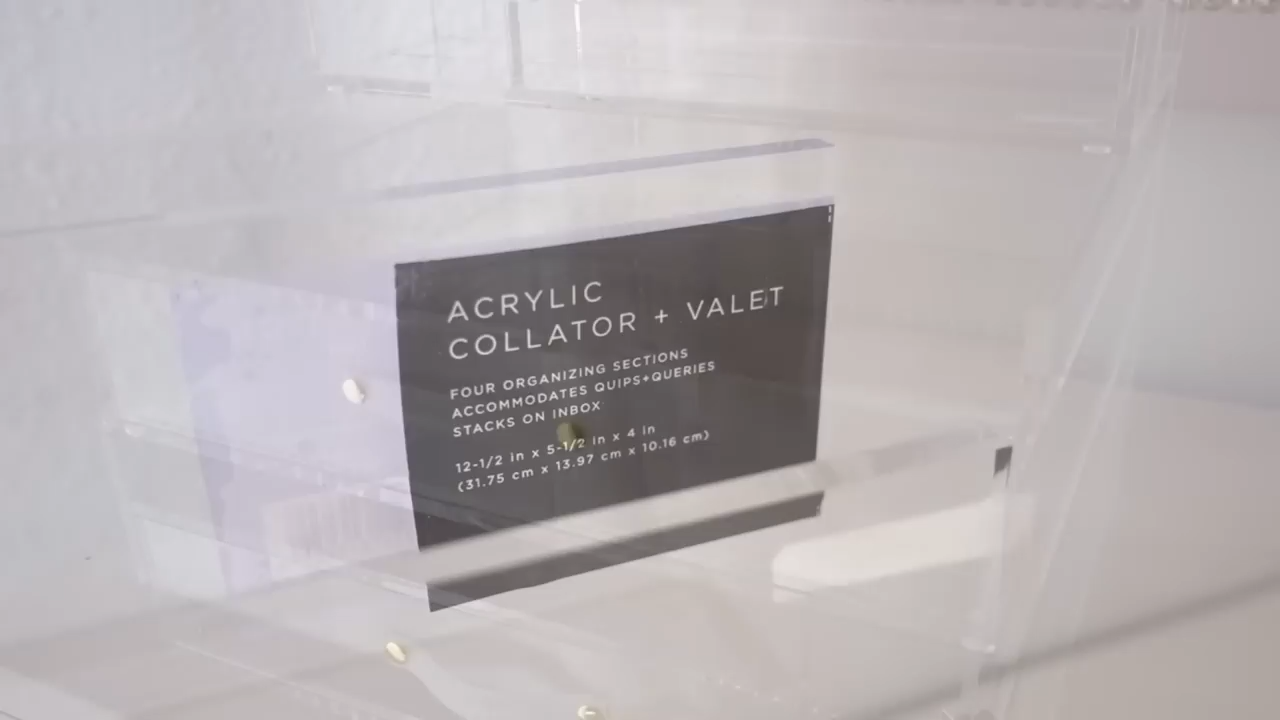 ACRYLIC
COLLATOR + VALET
FOUR ORGANIZING SECTIONS
ACCOMMODATES QUIPS+QUERIES
STACKS ON INBOX
12-1/2 in x 5-1/2 in x 4 in
(31.75 cm x 13.97 cm x 10.16 cm)